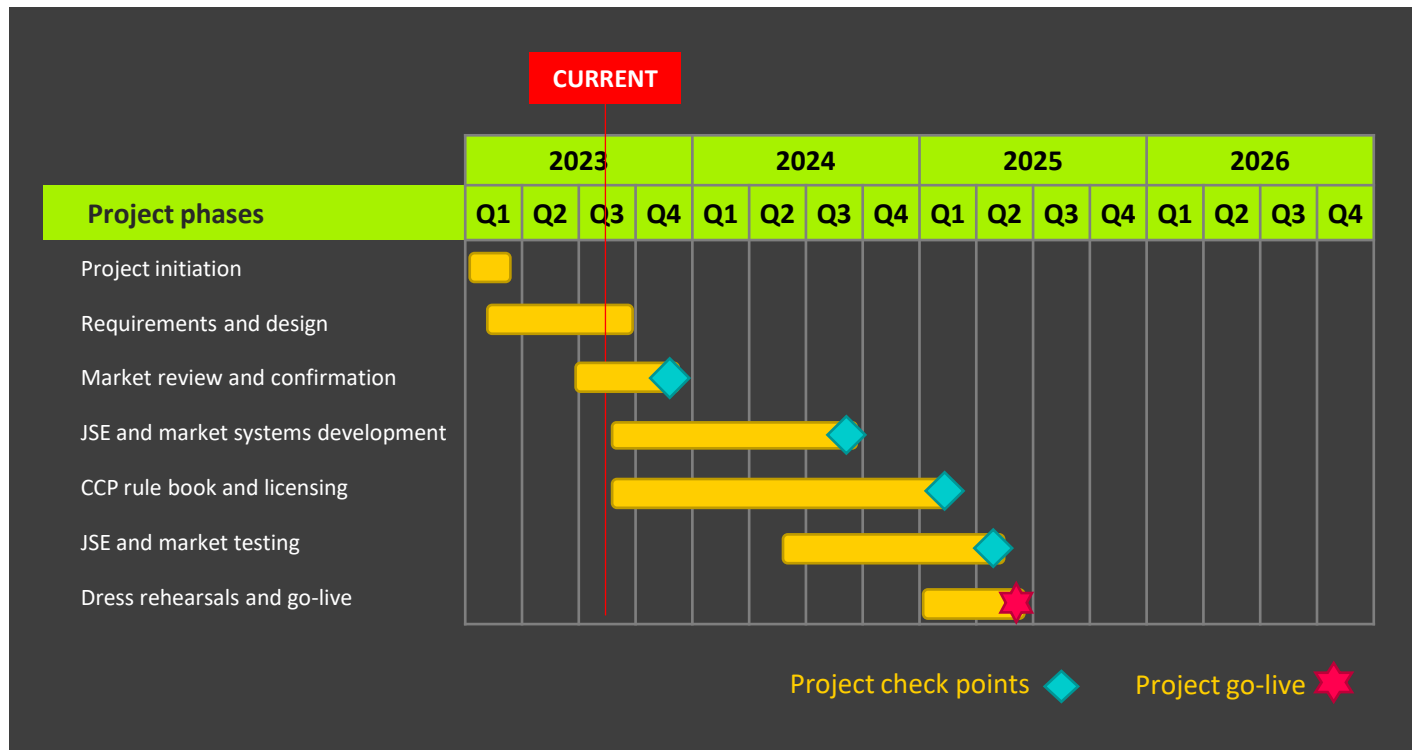 CURRENT
2023 2024 2025 2026
Project phases Q1 Q2 Q3 Q4 Q1 Q2 Q3 Q4 Q1 Q2 Q3 Q4 Q1 Q2 Q3 Q4
Project initiation
Requirements and design
Market review and confirmation
JSE and market systems development
CCP rule book and licensing
JSE and market testing
Dress rehearsals and go-live
Project check points Project go-live